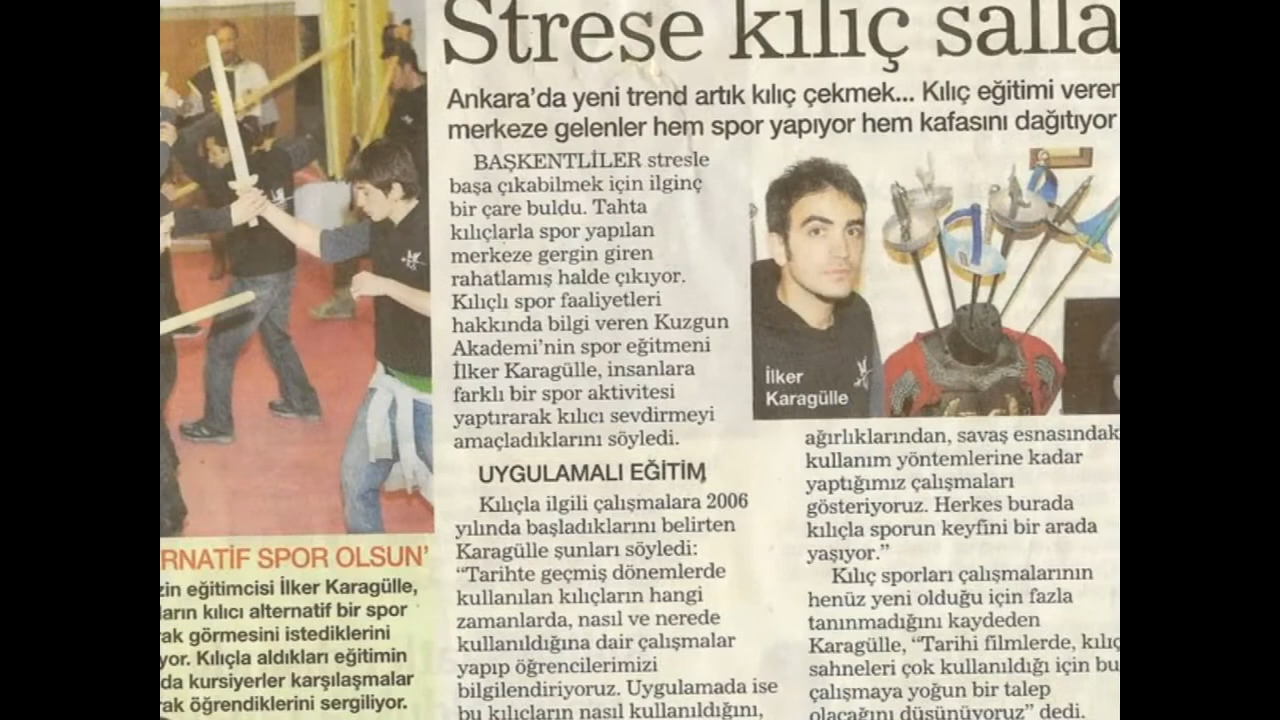 Strese kılıç salla
Ankara’da yeni trend artık kılıç çekmek... Kılıç eğitimi veren
merkeze gelenler hem spor yapıyor hem kafasını dağıtıyor
BAŞKENTLİLER stresle
başa çıkabilmek için ilginç
bir çare buldu. Tahta
kılıçlarla spor yapılan
merkeze gergin giren
rahatlamış halde çıkıyor.
Kılıçlı spor faaliyetleri
hakkında bilgi veren Kuzgun
Akademi’nin spor eğitmeni
İlker Karagülle, insanlara
farklı bir spor aktivitesi
yaptırarak kılıcı sevdirmeyi
amaçladıklarını söyledi.
UYGULAMALI EĞİTİM
Kılıçla ilgili çalışmalara 2006
yılında başladıklarını belirten
Karagülle şunları söyledi:
“Tarihte geçmiş dönemlerde
kullanılan kılıçların hangi
zamanlarda, nasıl ve nerede
kullanıldığına dair çalışmalar
yapıp öğrencilerimizi
bilgilendiriyoruz. Uygulamada ise
bu kılıçların nasıl kullanıldığını,
İlker
Karagülle
ağırlıklarından, savaş esnasındak
kullanım yöntemlerine kadar
yaptığımız çalışmaları
gösteriyoruz. Herkes burada
kılıçla sporun keyfini bir arada
yaşıyor.”
Kılıç sporları çalışmalarının
henüz yeni olduğu için fazla
tanınmadığını kaydeden
Karagülle, “Tarihi filmlerde, kılıç
sahneleri çok kullanıldığı için bu
çalışmaya yoğun bir talep
olacağını düşünüyoruz” dedi.
RNATİF SPOR OLSUN’
zin eğitimcisi İlker Karagülle,
ların kılıcı alternatif bir spor
rak görmesini istediklerini
yor. Kılıçla aldıkları eğitimin
da kursiyerler karşılaşmalar
rak öğrendiklerini sergiliyor.